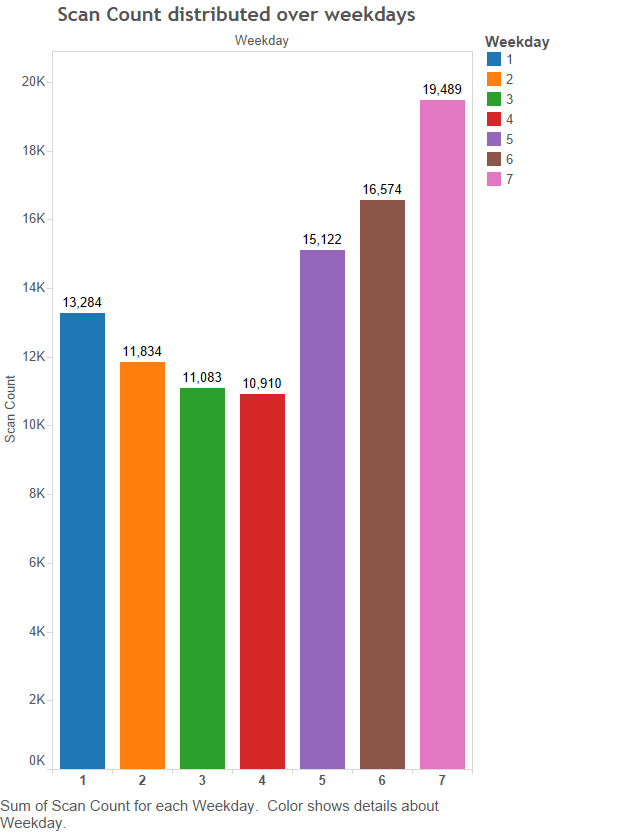 Scan Count distributed over weekdays
Weekday
Weekday
1
2
3
4
5
6
7
Scan Count
20K
18K
16K
14K
12K
10K
8K
6K
4K
2K
0K
13,284
11,834
11,083
10,910
15,122
16,574
19,489
1
2
3
4
5
6
7
Sum of Scan Count for each Weekday.  Color shows details about
Weekday.